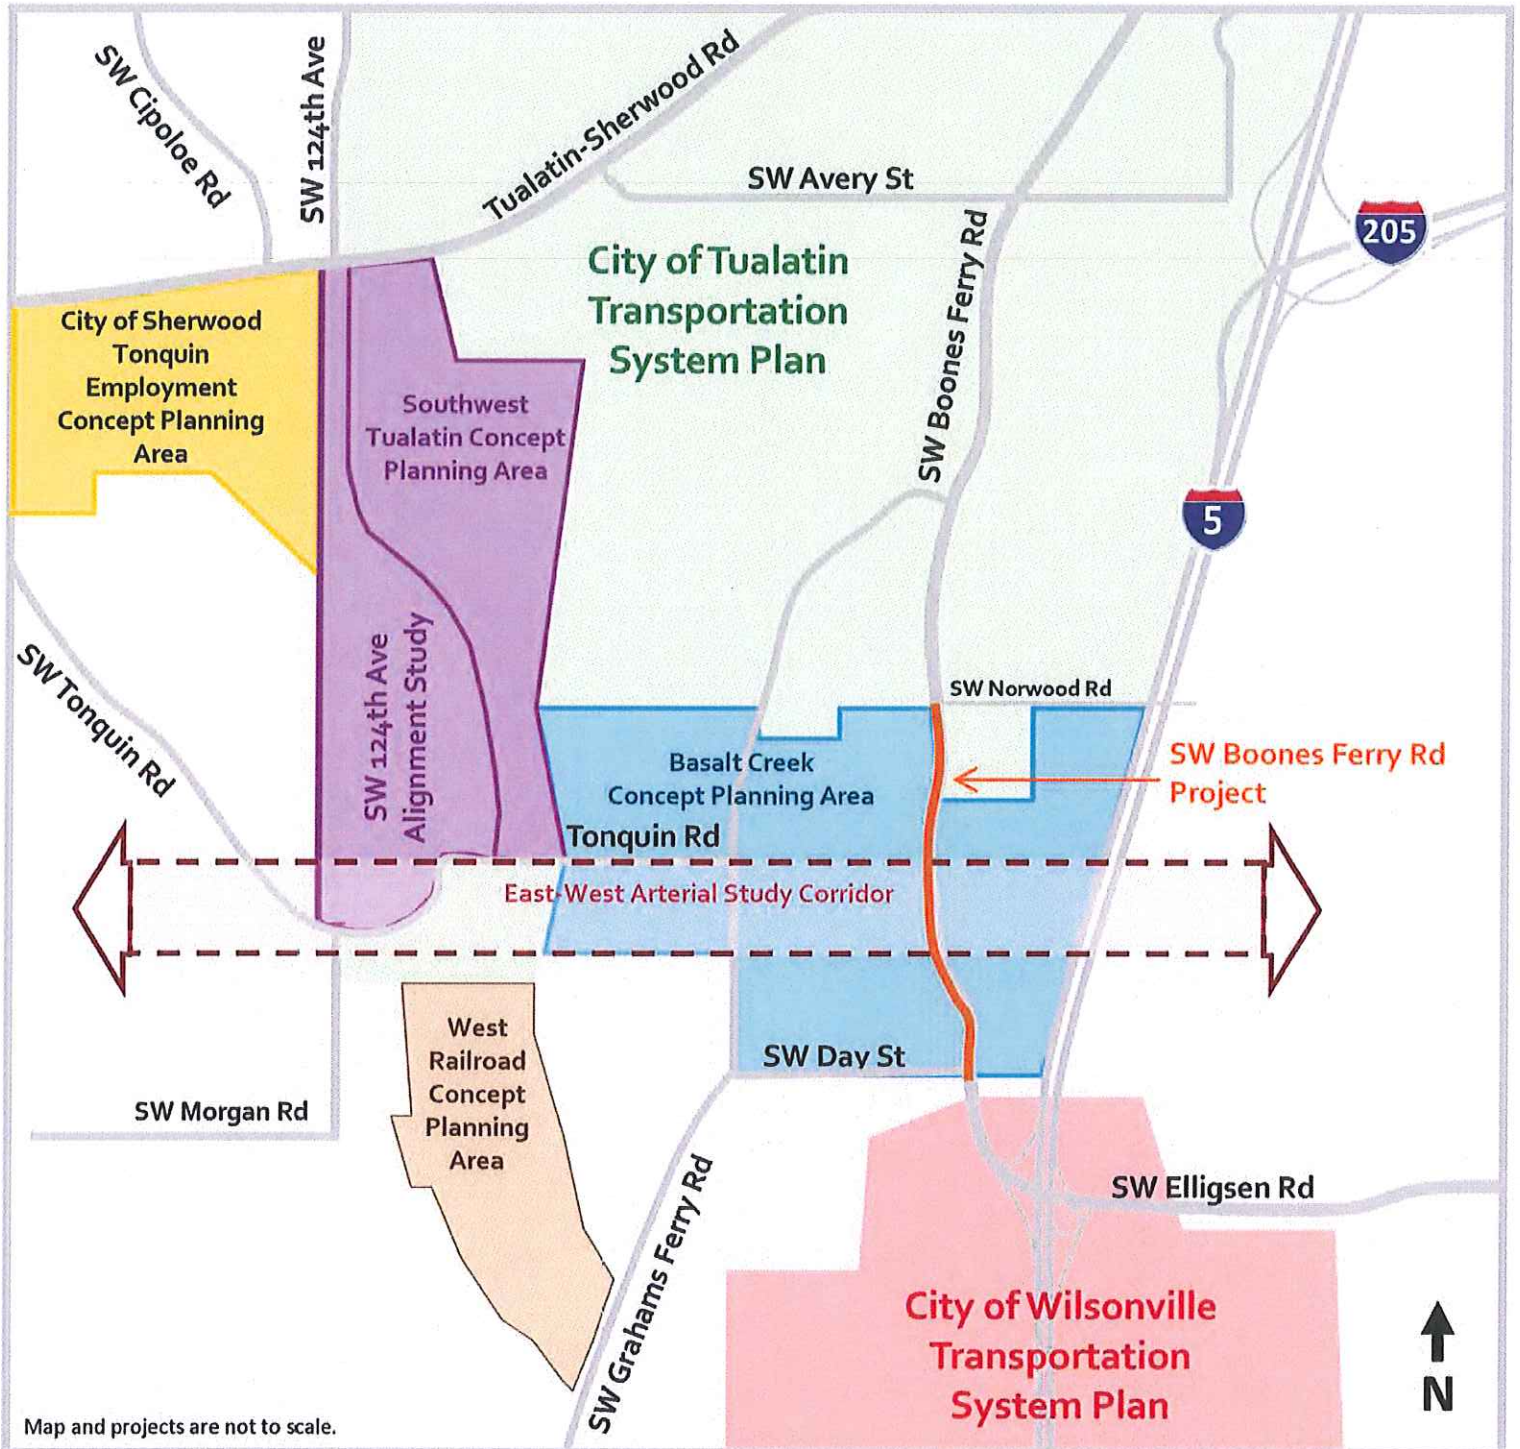 SW Cipoloe Rd
SW 124th Ave
Tualatin-Sherwood Rd
SW Avery St
205
City of Tualatin
Transportation
System Plan
SW Boones Ferry Rd
City of Sherwood
Tonquin
Employment
Concept Planning
Area
Southwest
Tualatin Concept
Planning Area
5
SW Tonquin Rd
SW 124th Ave
Alignment Study
SW Norwood Rd
Basalt Creek
Concept Planning Area
SW Boones Ferry Rd
Project
Tonquin Rd
East-West Arterial Study Corridor
West
Railroad
Concept
Planning
Area
SW Day St
SW Morgan Rd
SW Elligsen Rd
SW Grahams Ferry Rd
City of Wilsonville
Transportation
System Plan
N
Map and projects are not to scale.